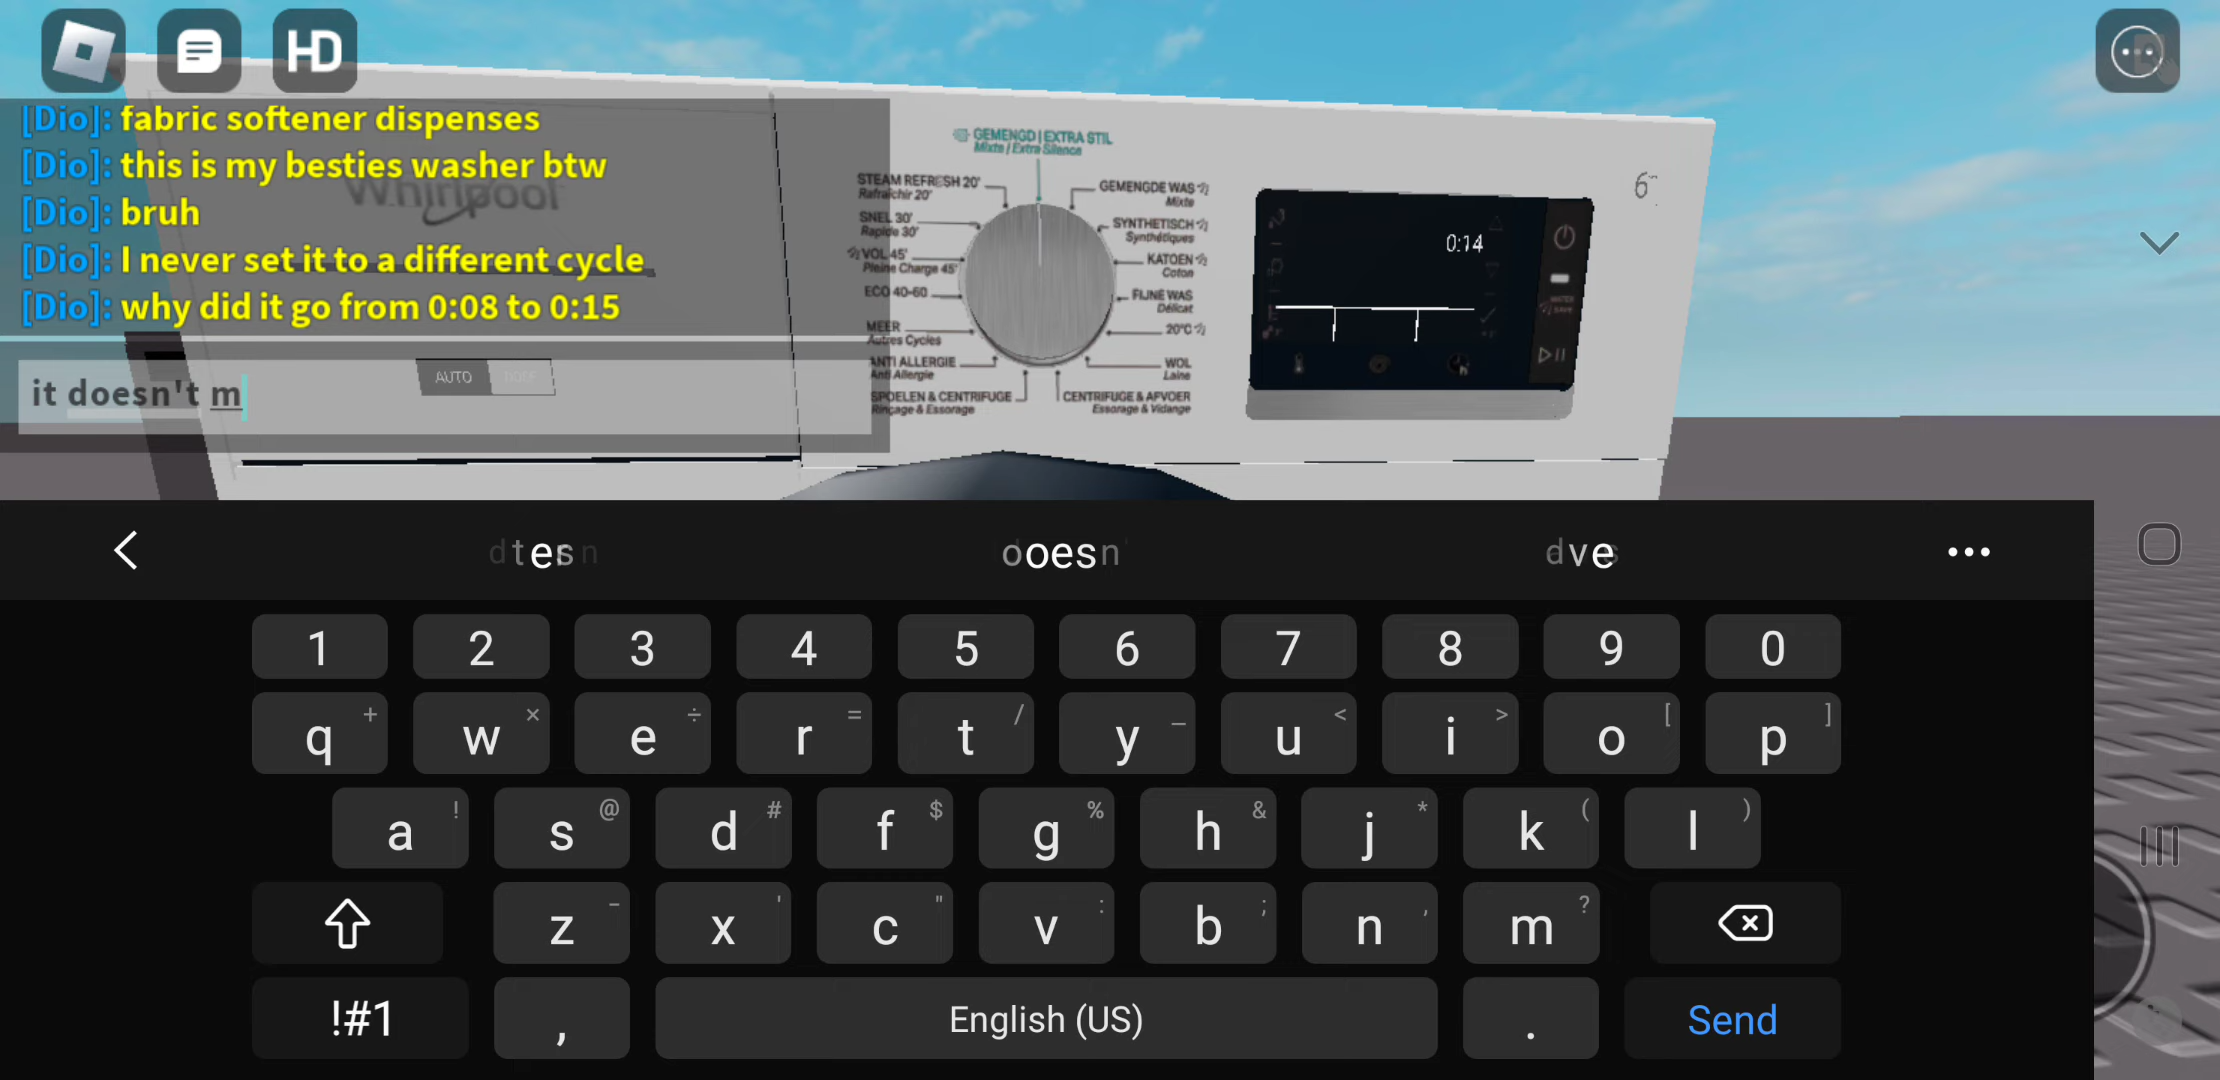 HD
[Dio]: fabric softener dispenses
[Dio]: this is my besties washer btw
Whirlpool
[Dio]: bruh
[Dio]: I never set it to a different cycle
[Dio]: why did it go from 0:08 to 0:15
it doesn't m
AUTO
GEMENGD | EXTRA STIL
Mixte / Extra Silence
STEAM REFRESH 20'
Rafraîchir 20'
SNEL 30'
Rapide 30'
VOL 45'
Pleine Charge 45'
ECO 40-60
MEER
Autres Cycles
ANTI ALLERGIE
Anti Allergie
SPOELEN & CENTRIFUGE
Rinçage & Essorage
GEMENGDE WAS
Mixte
SYNTHETISCH
Synthétiques
KATOEN
Coton
FIJNE WAS
Délicat
20°C
WOL
Laine
CENTRIFUGE & AFVOER
Essorage & Vidange
0:14
1 2 3 4 5 6 7 8 9 0
q + w × e ÷ r = t / y _ u < i > o [ p ]
a ! s @ d # f $ g % h & j * k ( l )
z - x ' c " v : b ; n , m ?
!#1 , English (US) . Send